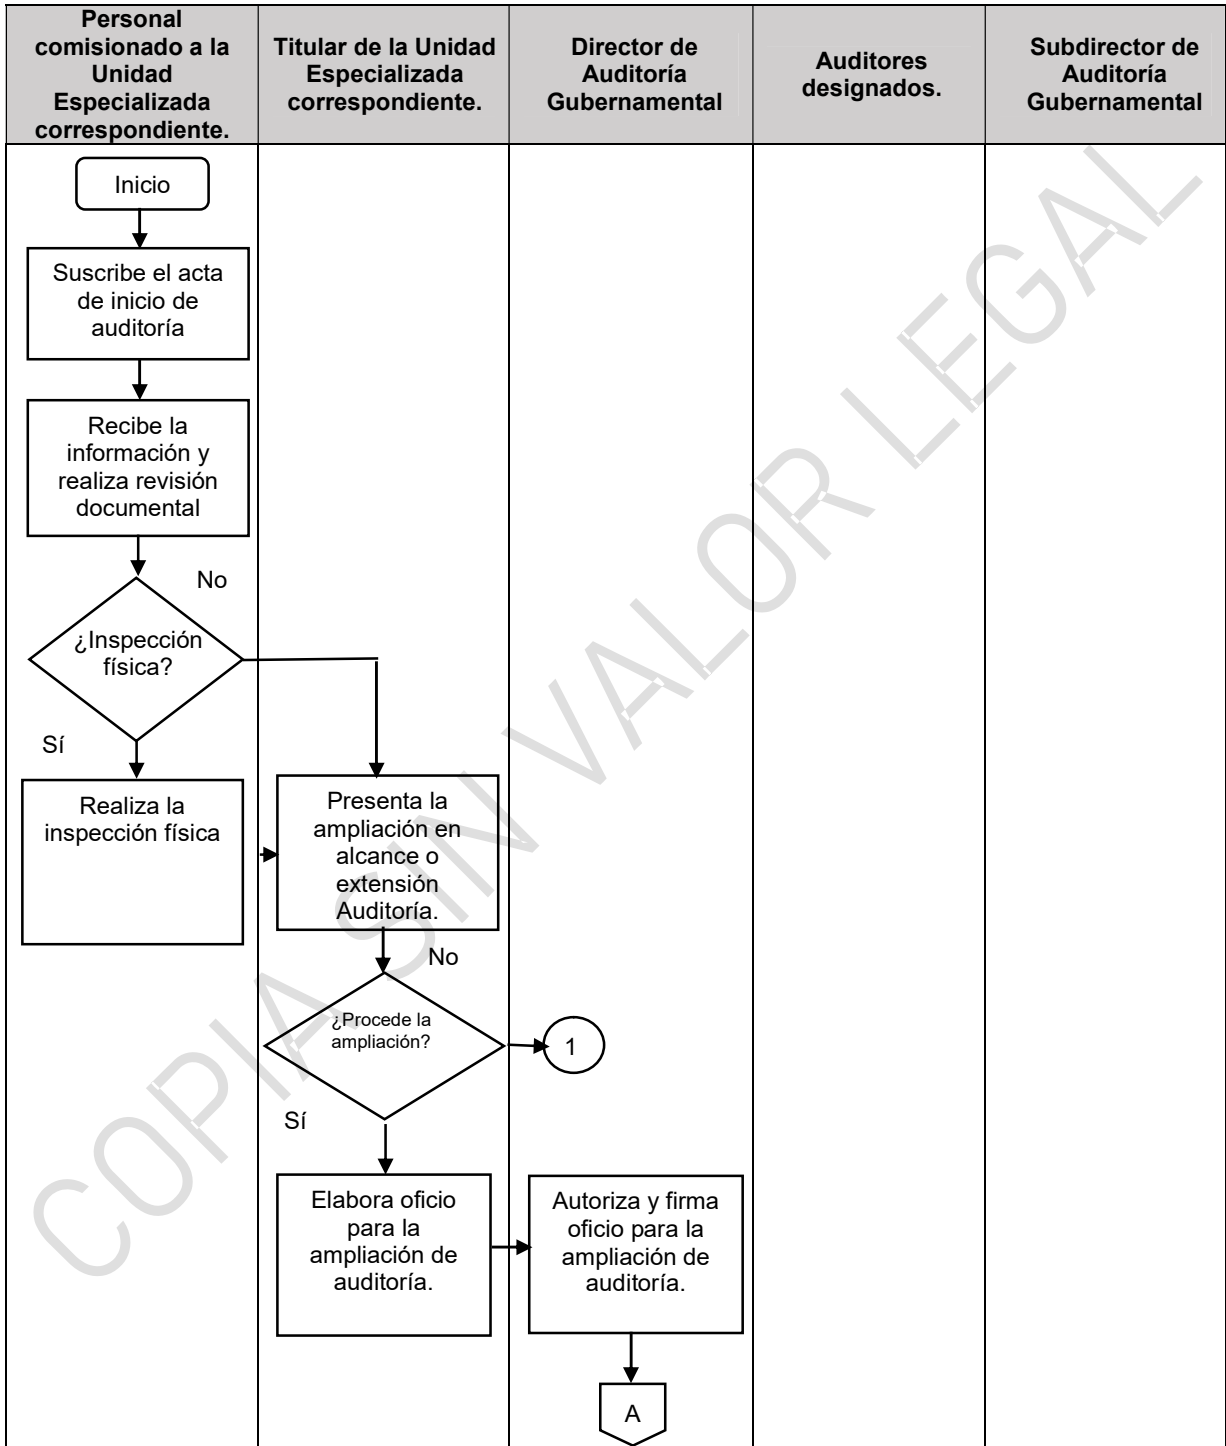 Personal
comisionado a la
Unidad
Especializada
correspondiente.
Titular de la Unidad
Especializada
correspondiente.
Director de
Auditoría
Gubernamental
Auditores
designados.
Subdirector de
Auditoría
Gubernamental
Inicio
Suscribe el acta
de inicio de
auditoría
Recibe la
información y
realiza revisión
documental
No
¿Inspección
física?
Sí
Realiza la
inspección física
Presenta la
ampliación en
alcance o
extensión
Auditoría.
No
¿Procede la
ampliación?
1
Sí
Elabora oficio
para la
ampliación de
auditoría.
Autoriza y firma
oficio para la
ampliación de
auditoría.
A
COPIA SIN VALOR LEGAL